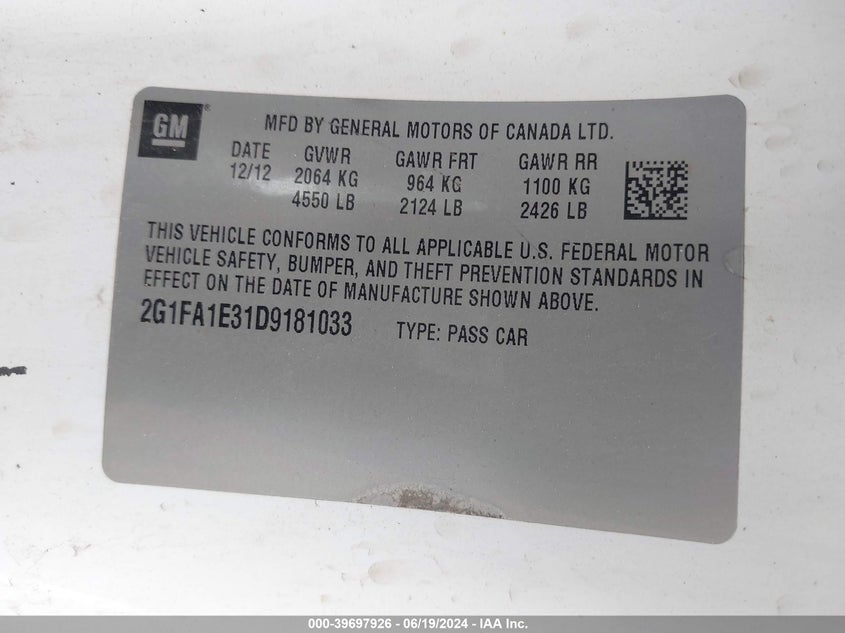 GM
MFD BY GENERAL MOTORS OF CANADA LTD.
DATE GVWR GAWR FRT GAWR RR
12/12 2064 KG 964 KG 1100 KG
4550 LB 2124 LB 2426 LB
THIS VEHICLE CONFORMS TO ALL APPLICABLE U.S. FEDERAL MOTOR
VEHICLE SAFETY, BUMPER, AND THEFT PREVENTION STANDARDS IN
EFFECT ON THE DATE OF MANUFACTURE SHOWN ABOVE.
2G1FA1E31D9181033 TYPE: PASS CAR
000-39697926 - 06/19/2024 - IAA Inc.